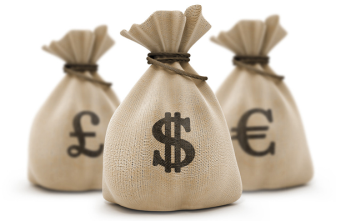 £ $ €